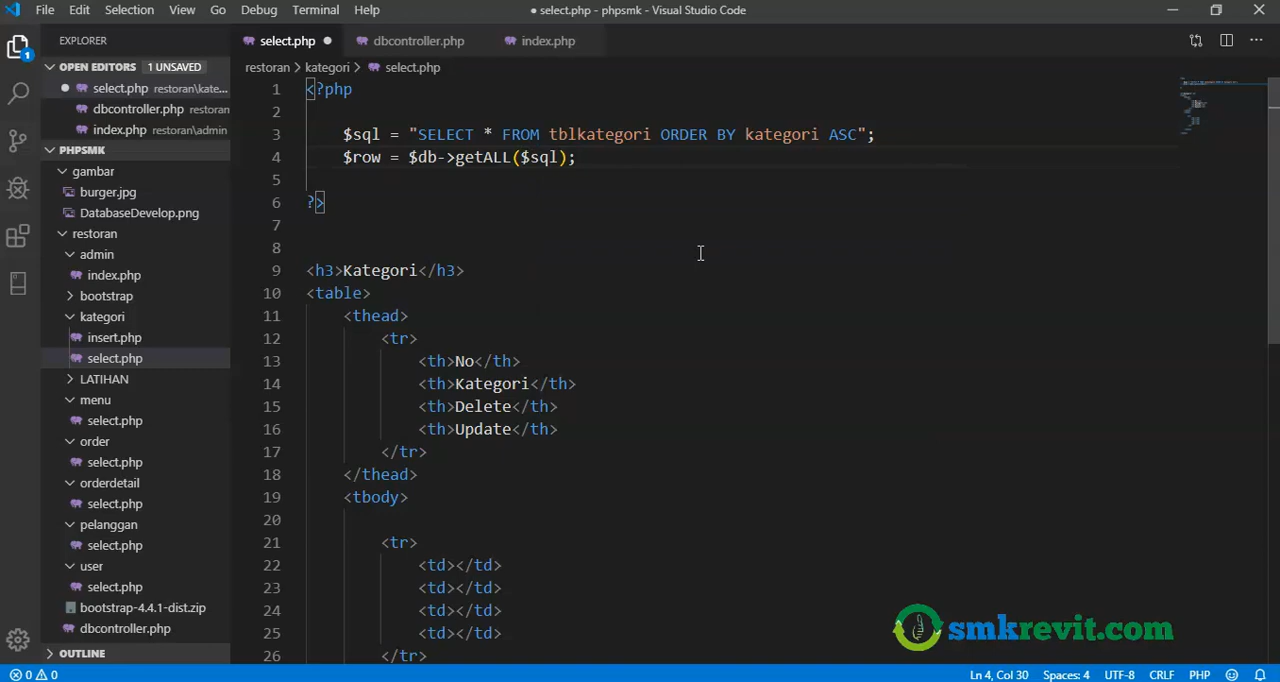 File Edit Selection View Go Debug Terminal Help
● select.php - phpsmk - Visual Studio Code
EXPLORER
OPEN EDITORS 1 UNSAVED
select.php restoran\kate...
dbcontroller.php restoran
index.php restoran\admin
PHPSMK
gambar
burger.jpg
DatabaseDevelop.png
restoran
admin
index.php
bootstrap
kategori
insert.php
select.php
LATIHAN
menu
select.php
order
select.php
orderdetail
select.php
pelanggan
select.php
user
select.php
bootstrap-4.4.1-dist.zip
dbcontroller.php
OUTLINE
select.php ● dbcontroller.php index.php
restoran > kategori > select.php
1 <?php
2
3 $sql = "SELECT * FROM tblkategori ORDER BY kategori ASC";
4 $row = $db->getALL($sql);
5
6 ?>
7
8
9 <h3>Kategori</h3>
10 <table>
11 <thead>
12 <tr>
13 <th>No</th>
14 <th>Kategori</th>
15 <th>Delete</th>
16 <th>Update</th>
17 </tr>
18 </thead>
19 <tbody>
20
21 <tr>
22 <td></td>
23 <td></td>
24 <td></td>
25 <td></td>
26 </tr>
smkrevit.com
0 0 Ln 4, Col 30 Spaces: 4 UTF-8 CRLF PHP
1